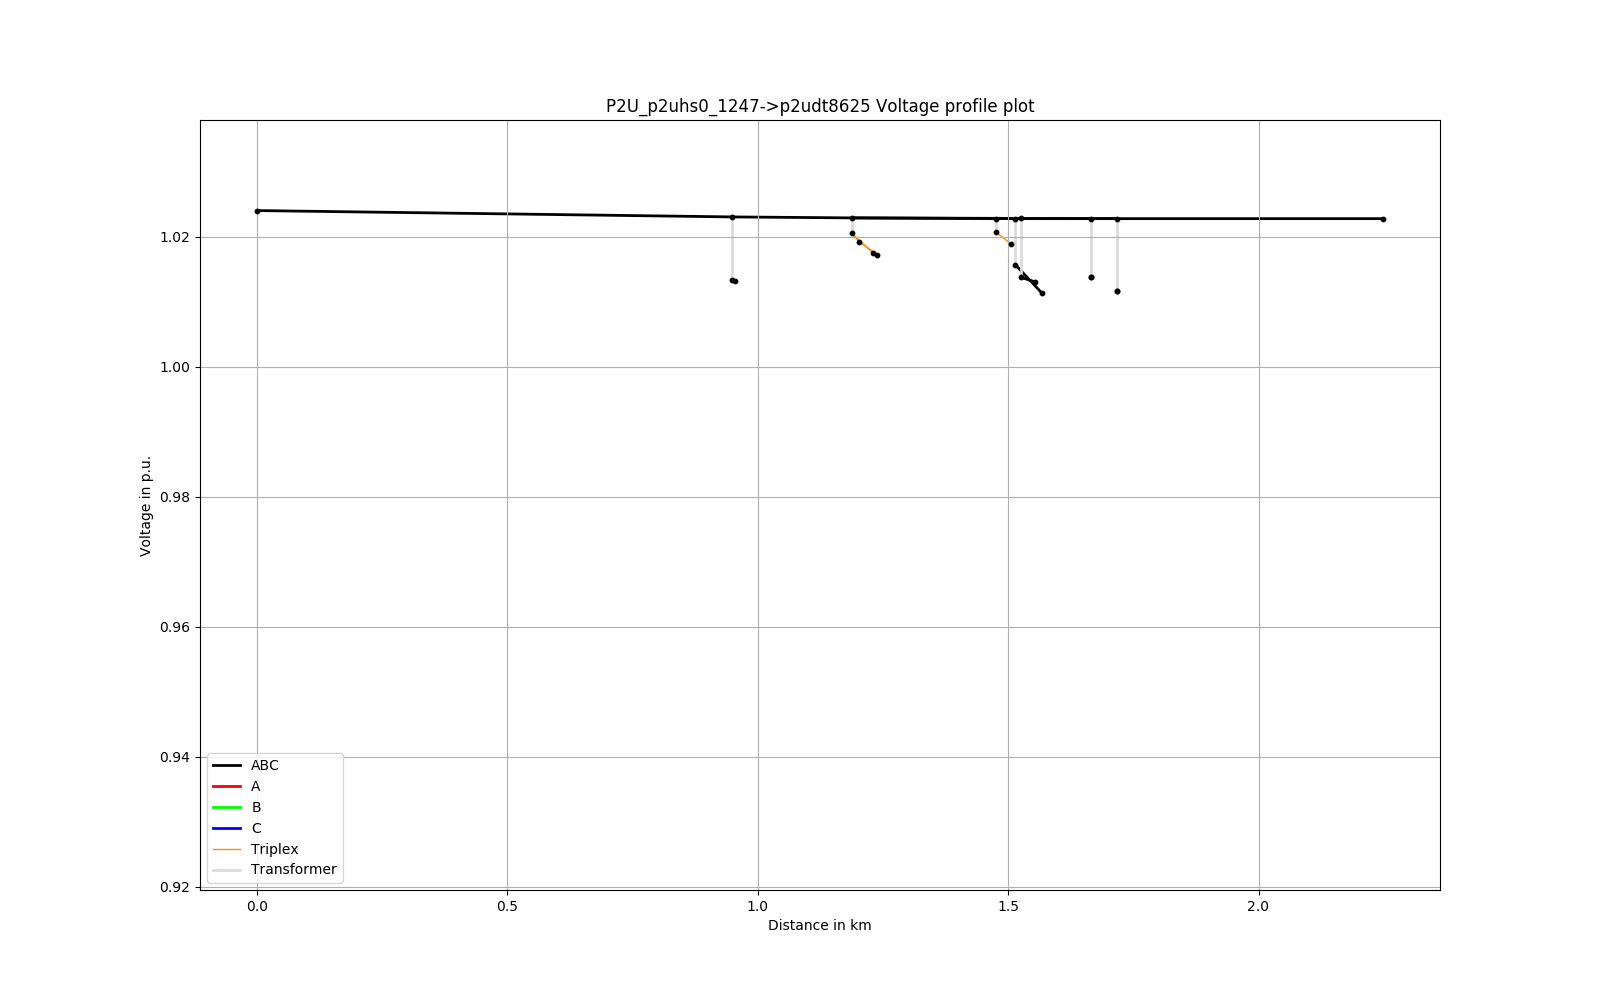 P2U_p2uhs0_1247->p2udt8625 Voltage profile plot
Voltage in p.u.
1.02
1.00
0.98
0.96
0.94
0.92
ABC
A
B
C
Triplex
Transformer
0.0 0.5 1.0 1.5 2.0
Distance in km